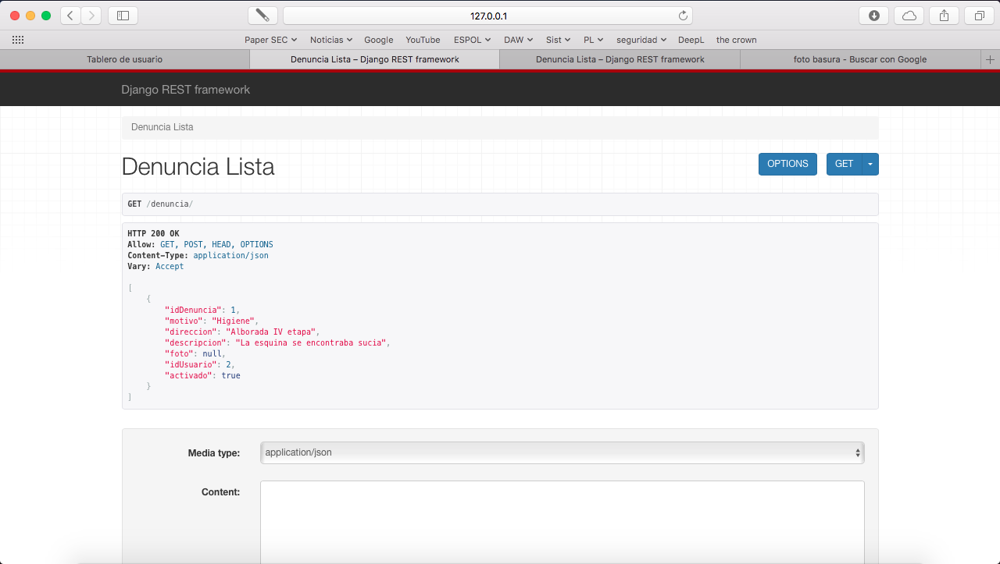 127.0.0.1
Paper SEC Noticias Google YouTube ESPOL DAW Sist PL seguridad DeepL the crown
Tablero de usuario Denuncia Lista – Django REST framework Denuncia Lista – Django REST framework foto basura - Buscar con Google
Django REST framework
Denuncia Lista
Denuncia Lista OPTIONS GET
GET /denuncia/
HTTP 200 OK
Allow: GET, POST, HEAD, OPTIONS
Content-Type: application/json
Vary: Accept
[
{
"idDenuncia": 1,
"motivo": "Higiene",
"direccion": "Alborada IV etapa",
"descripcion": "La esquina se encontraba sucia",
"foto": null,
"idUsuario": 2,
"activado": true
}
]
Media type: application/json
Content: